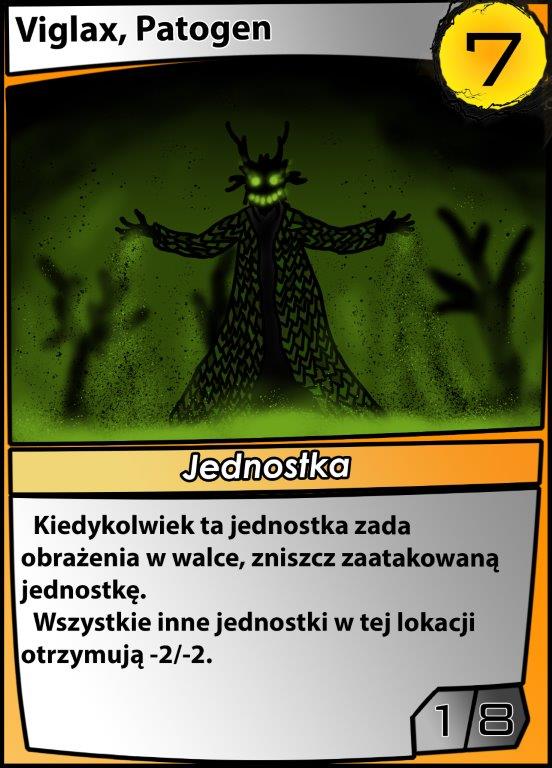 Viglax, Patogen
7
Jednostka
Kiedykolwiek ta jednostka zada
obrażenia w walce, zniszcz zaatakowaną
jednostkę.
Wszystkie inne jednostki w tej lokacji
otrzymują -2/-2.
1/8